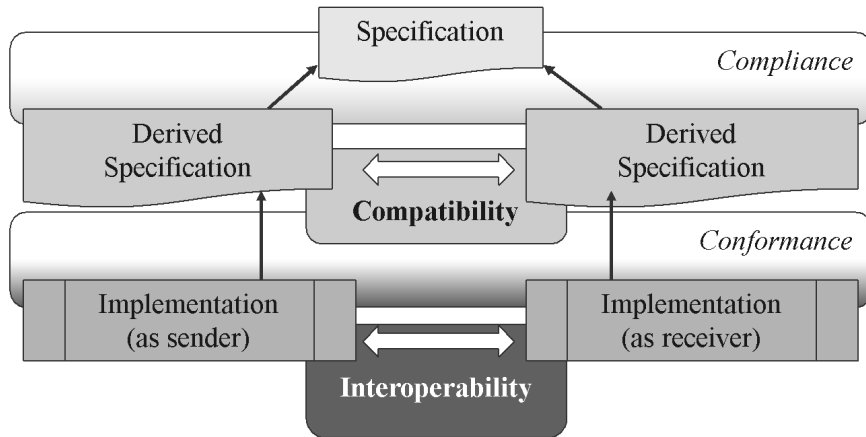 Specification
Compliance
Derived
Specification
Derived
Specification
Compatibility
Conformance
Implementation
(as sender)
Implementation
(as receiver)
Interoperability